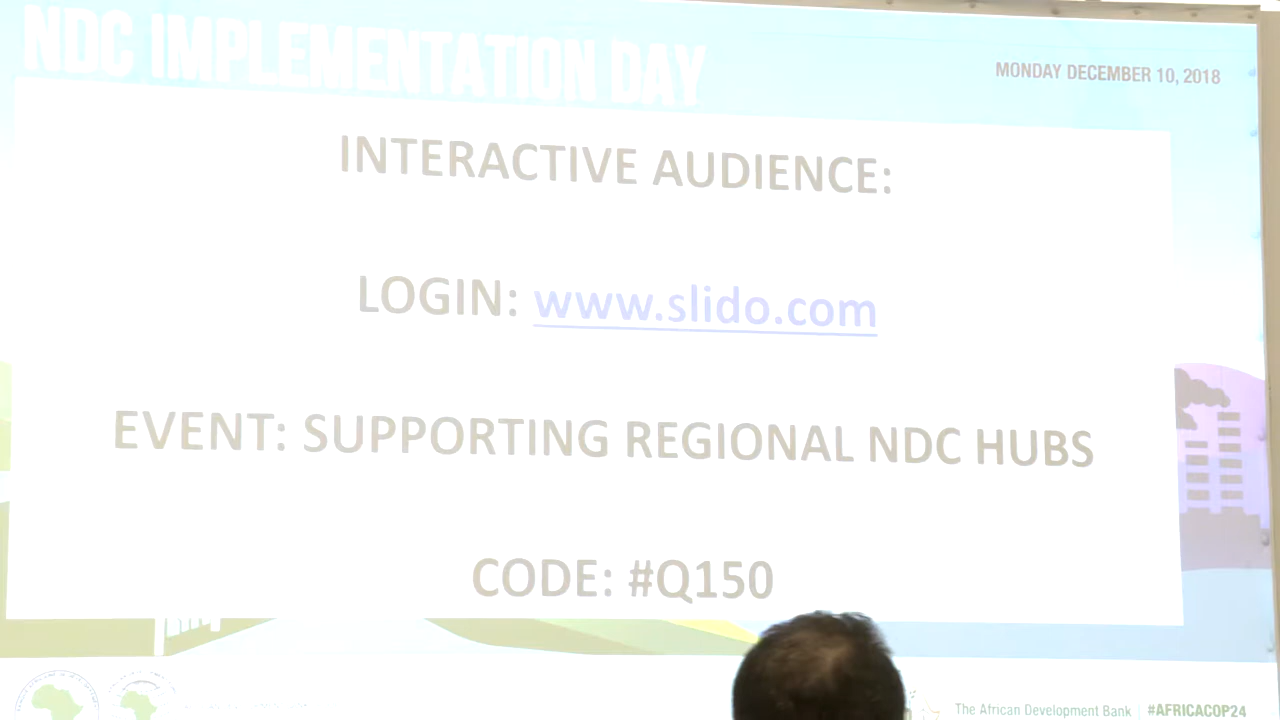 NDC IMPLEMENTATION DAY
MONDAY DECEMBER 10, 2018
INTERACTIVE AUDIENCE:
LOGIN: www.slido.com
EVENT: SUPPORTING REGIONAL NDC HUBS
CODE: #Q150
The African Development Bank | #AFRICACOP24